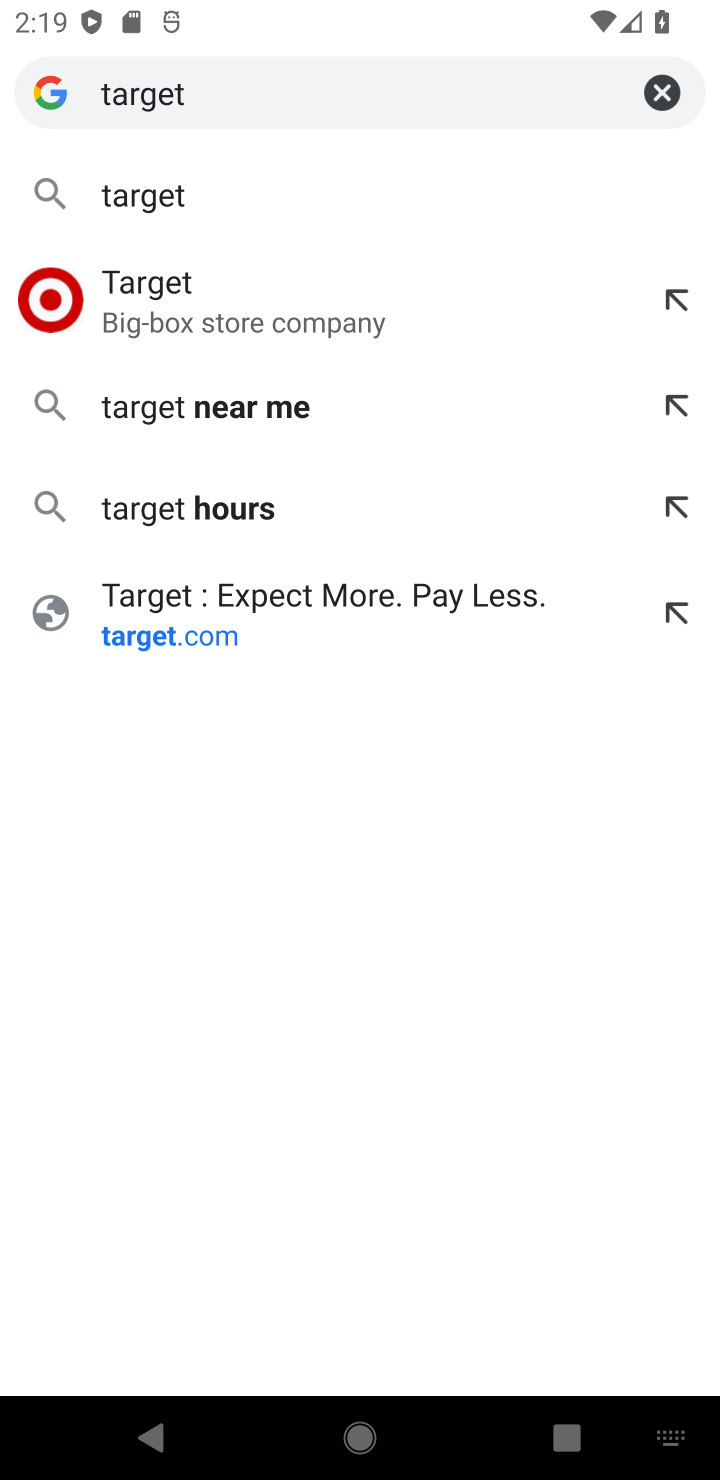 2:19
target
target
Target
Big-box store company
target near me
target hours
Target : Expect More. Pay Less.
target.com